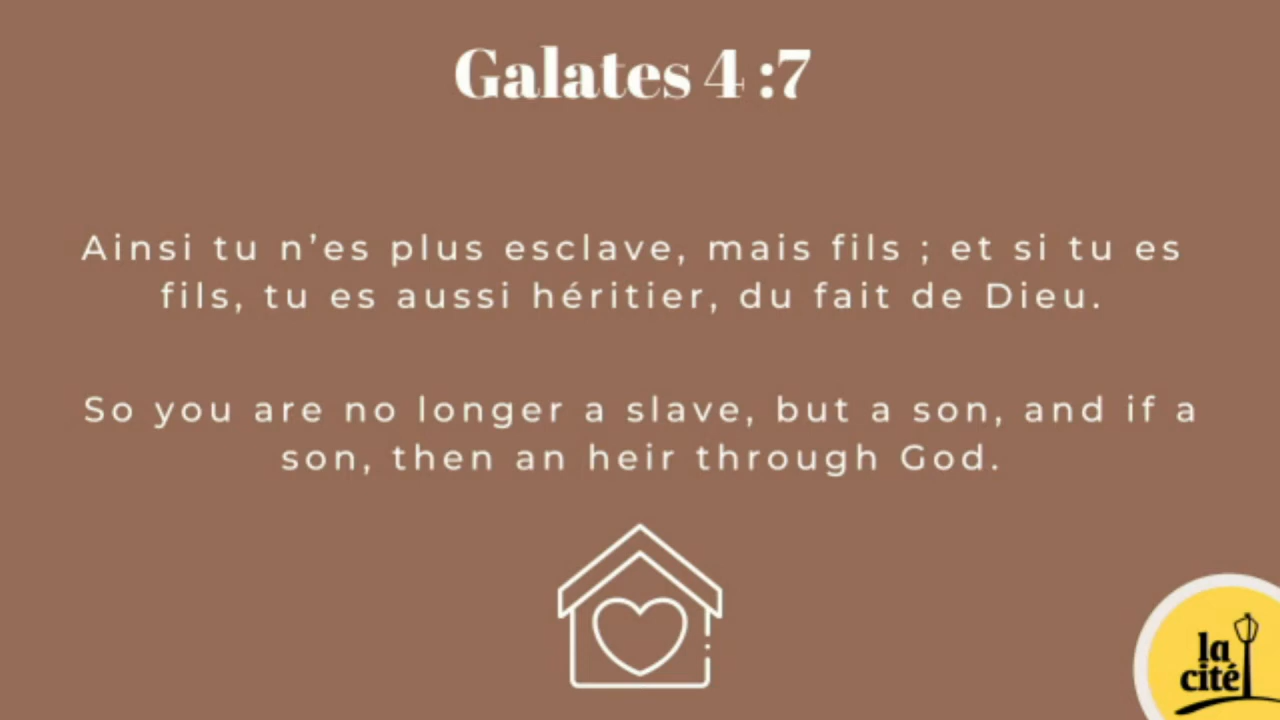 Galates 4 :7
Ainsi tu n’es plus esclave, mais fils ; et si tu es
fils, tu es aussi héritier, du fait de Dieu.
So you are no longer a slave, but a son, and if a
son, then an heir through God.
la
cité